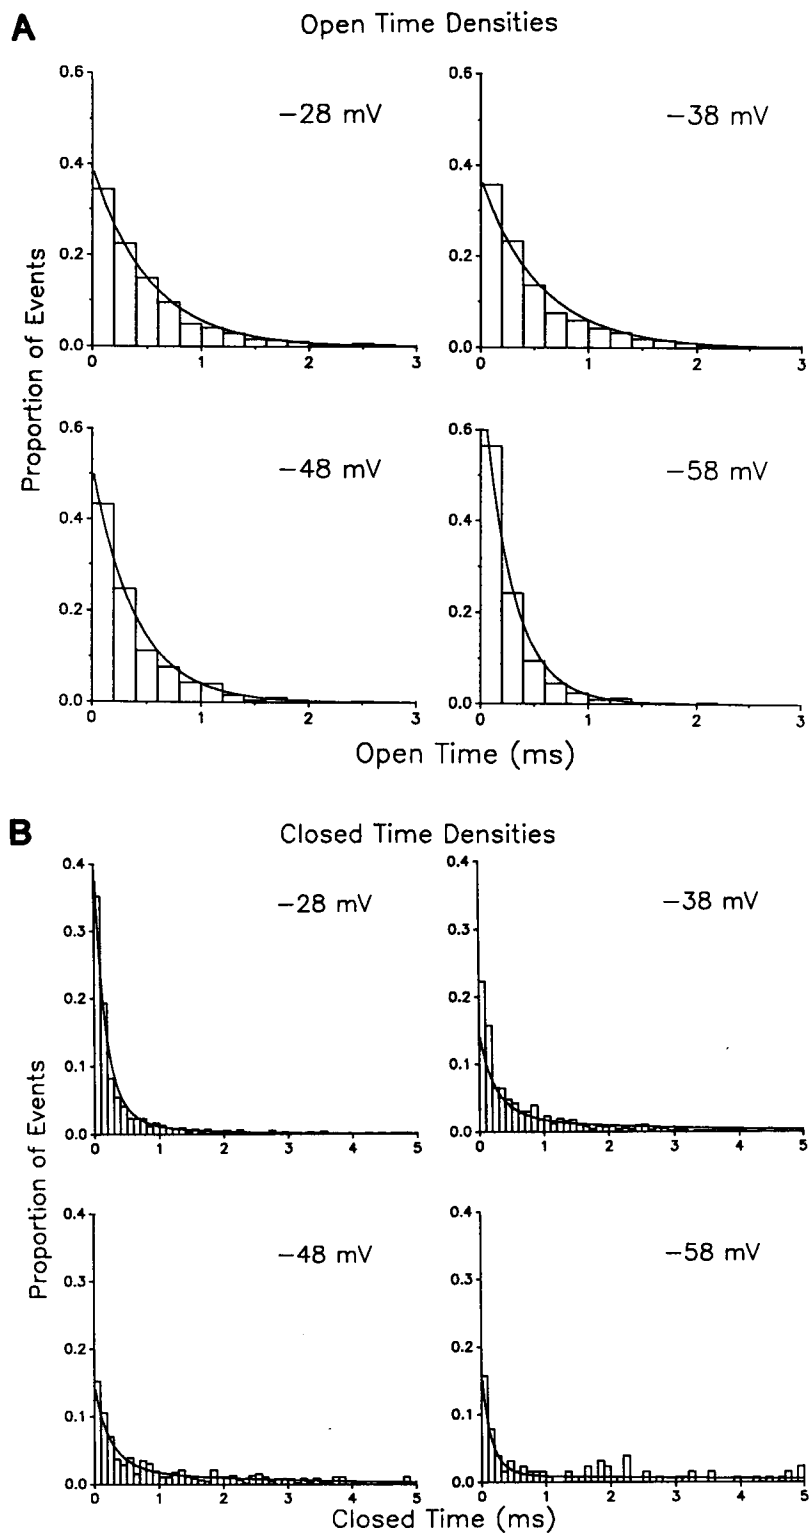 A
Open Time Densities
−28 mV
−38 mV
0.6
0.4
0.2
0.0
0 1 2 3
0.6
0.4
0.2
0.0
0 1 2 3
−48 mV
−58 mV
0.6
0.4
0.2
0.0
0 1 2 3
0.6
0.4
0.2
0.0
0 1 2 3
Proportion of Events
Open Time (ms)
B
Closed Time Densities
−28 mV
−38 mV
0.4
0.3
0.2
0.1
0.0
0 1 2 3 4 5
0.4
0.3
0.2
0.1
0.0
0 1 2 3 4 5
−48 mV
−58 mV
0.4
0.3
0.2
0.1
0.0
0 1 2 3 4 5
0.4
0.3
0.2
0.1
0.0
0 1 2 3 4 5
Proportion of Events
Closed Time (ms)